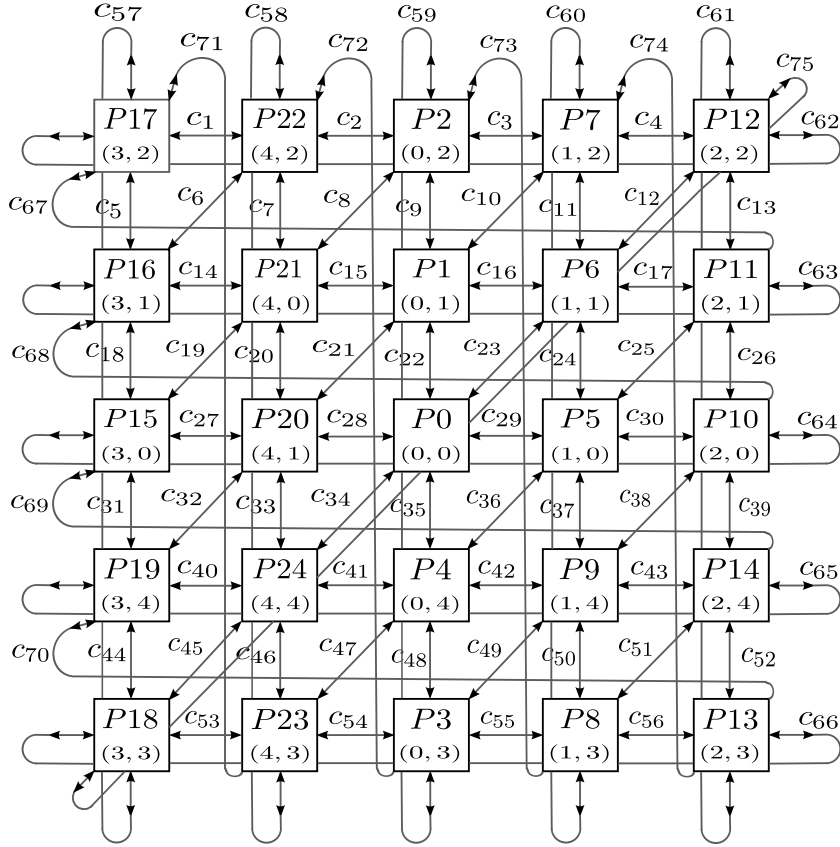 c57 c58 c59 c60 c61
c71 c72 c73 c74 c75
P17 c1 P22 c2 P2 c3 P7 c4 P12 c62
(3, 2) (4, 2) (0, 2) (1, 2) (2, 2)
c67 c5 c6 c7 c8 c9 c10 c11 c12 c13
P16 c14 P21 c15 P1 c16 P6 c17 P11 c63
(3, 1) (4, 0) (0, 1) (1, 1) (2, 1)
c68 c18 c19 c20 c21 c22 c23 c24 c25 c26
P15 c27 P20 c28 P0 c29 P5 c30 P10 c64
(3, 0) (4, 1) (0, 0) (1, 0) (2, 0)
c69 c31 c32 c33 c34 c35 c36 c37 c38 c39
P19 c40 P24 c41 P4 c42 P9 c43 P14 c65
(3, 4) (4, 4) (0, 4) (1, 4) (2, 4)
c70 c44 c45 c46 c47 c48 c49 c50 c51 c52
P18 c53 P23 c54 P3 c55 P8 c56 P13 c66
(3, 3) (4, 3) (0, 3) (1, 3) (2, 3)